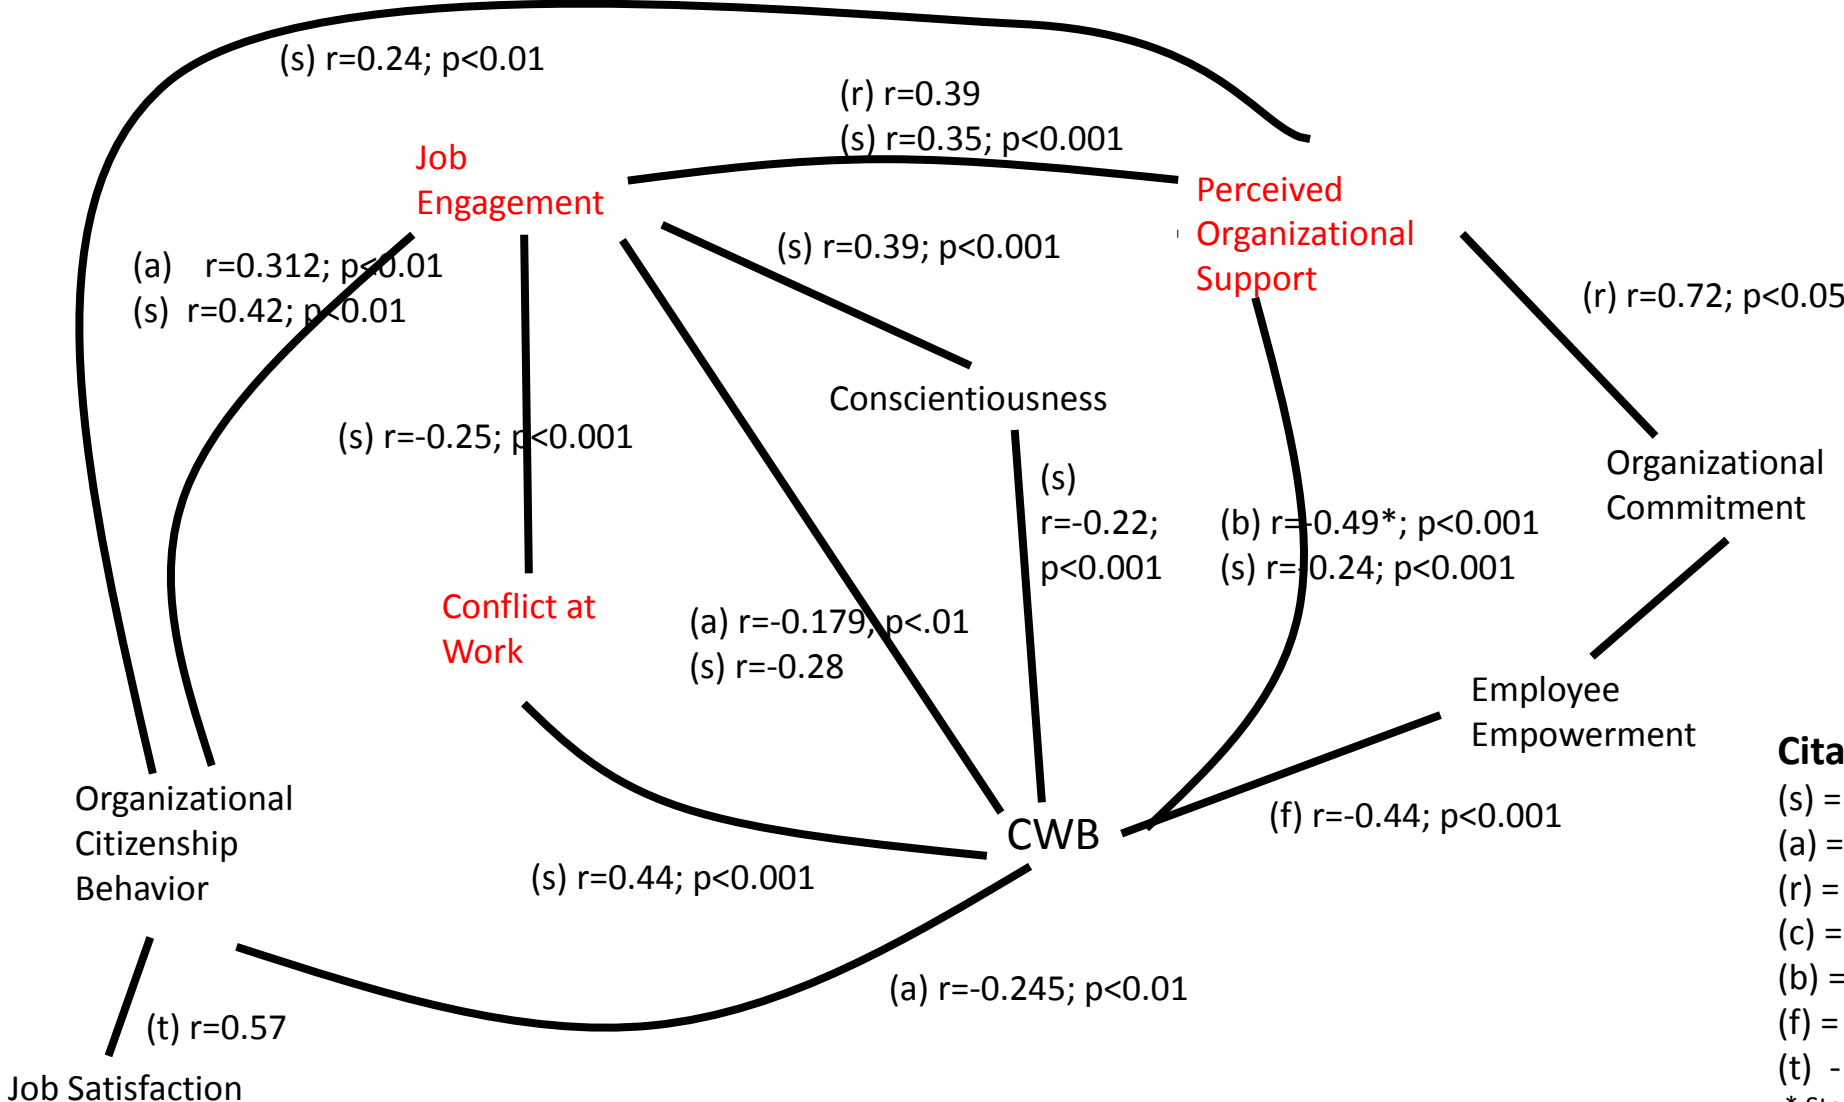 (s) r=0.24; p<0.01
(r) r=0.39
(s) r=0.35; p<0.001
Job
Engagement
Perceived
Organizational
Support
(a) r=0.312; p<0.01
(s) r=0.42; p<0.01
(s) r=0.39; p<0.001
(r) r=0.72; p<0.05
Conscientiousness
(s) r=-0.25; p<0.001
Organizational
Commitment
(s)
r=-0.22;
p<0.001
(b) r=-0.49*; p<0.001
(s) r=-0.24; p<0.001
Conflict at
Work
(a) r=-0.179, p<.01
(s) r=-0.28
Employee
Empowerment
Organizational
Citizenship
Behavior
CWB
(f) r=-0.44; p<0.001
(s) r=0.44; p<0.001
(a) r=-0.245; p<0.01
(t) r=0.57
Job Satisfaction
(s) =
(a) =
(r) =
(c) =
(b) =
(f) =
(t) -